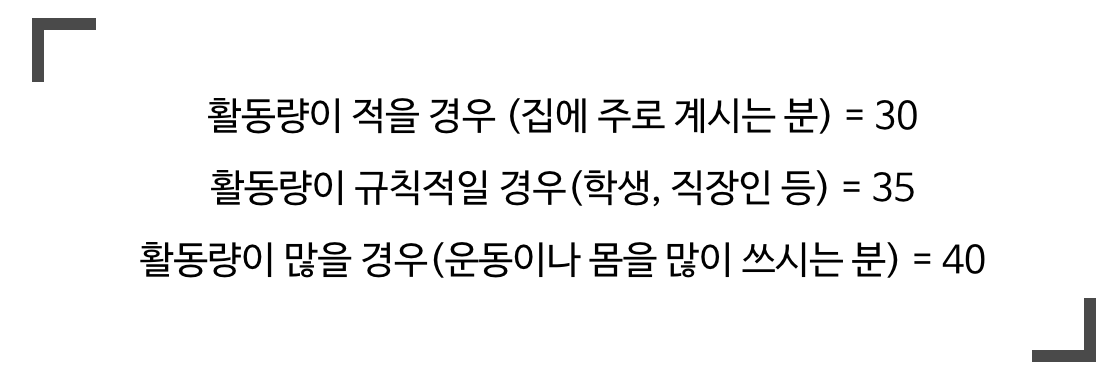 활동량이 적을 경우 (집에 주로 계시는 분) = 30
활동량이 규칙적일 경우(학생, 직장인 등) = 35
활동량이 많을 경우(운동이나 몸을 많이 쓰시는 분) = 40